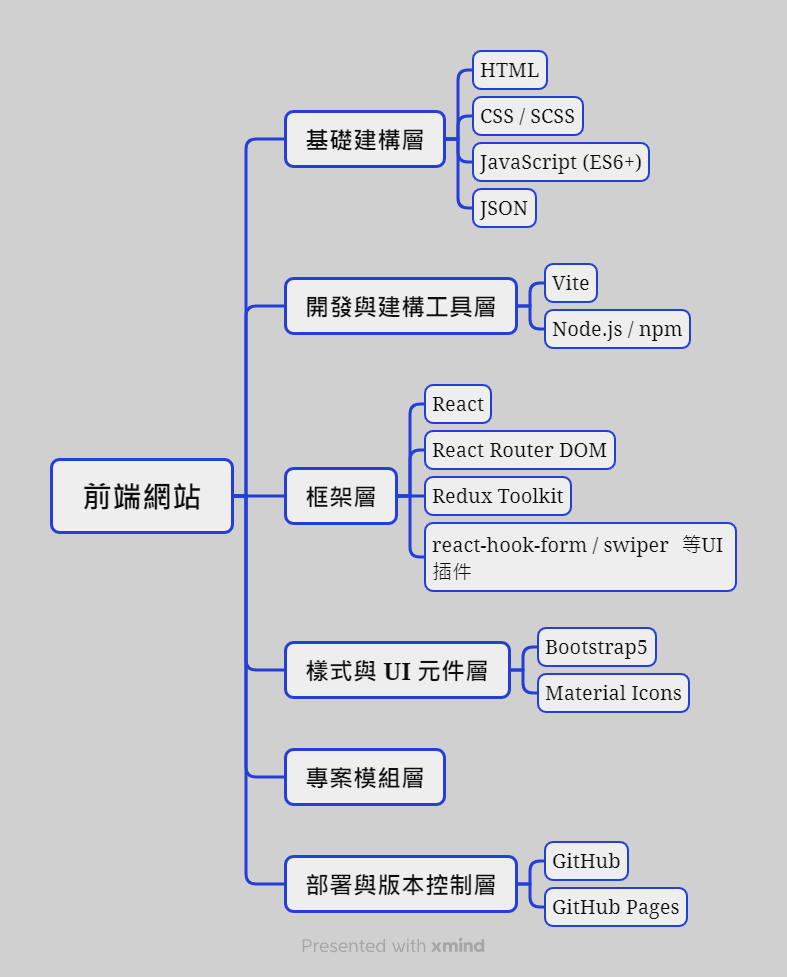 前端網站
基礎建構層
HTML
CSS / SCSS
JavaScript (ES6+)
JSON
開發與建構工具層
Vite
Node.js / npm
框架層
React
React Router DOM
Redux Toolkit
react-hook-form / swiper 等UI
插件
樣式與 UI 元件層
Bootstrap5
Material Icons
專案模組層
部署與版本控制層
GitHub
GitHub Pages
Presented with xmind